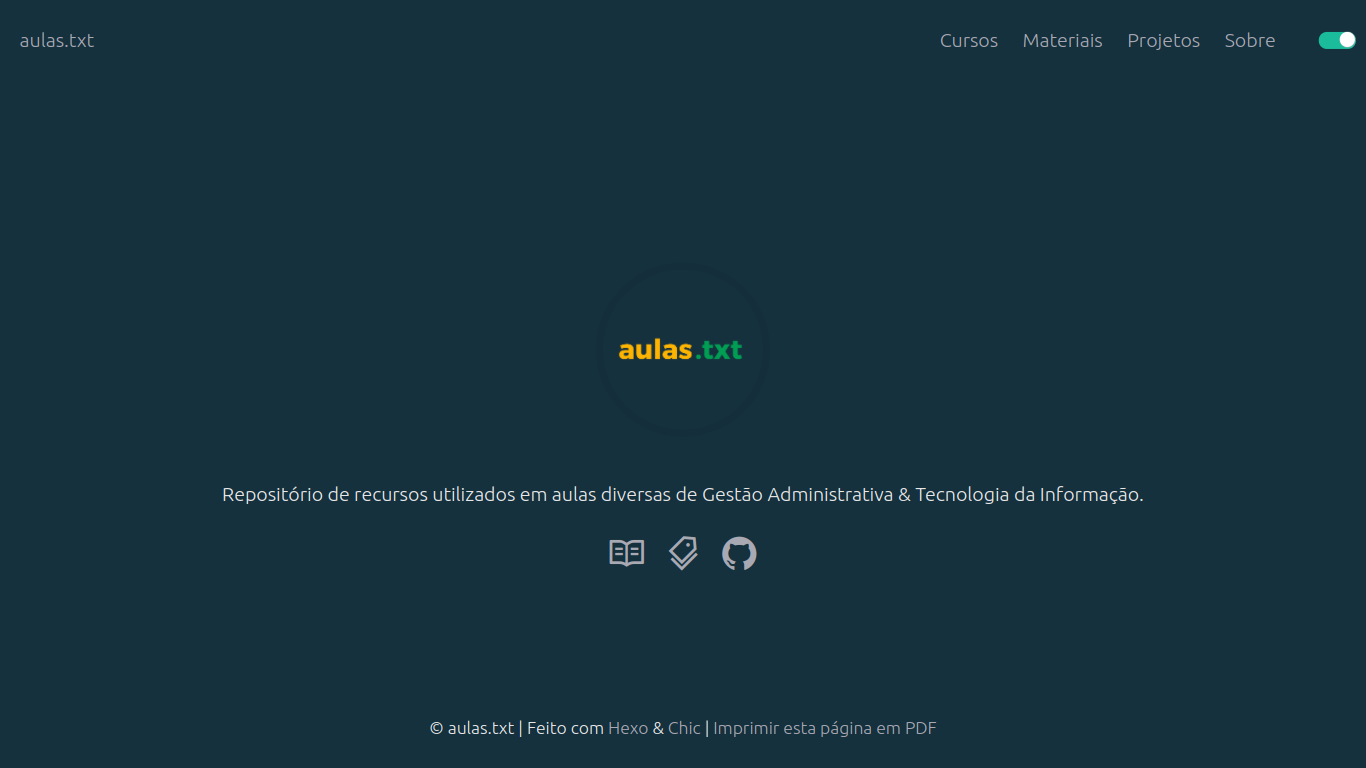 aulas.txt
Cursos Materiais Projetos Sobre
aulas.txt
Repositório de recursos utilizados em aulas diversas de Gestão Administrativa & Tecnologia da Informação.
© aulas.txt | Feito com Hexo & Chic | Imprimir esta página em PDF